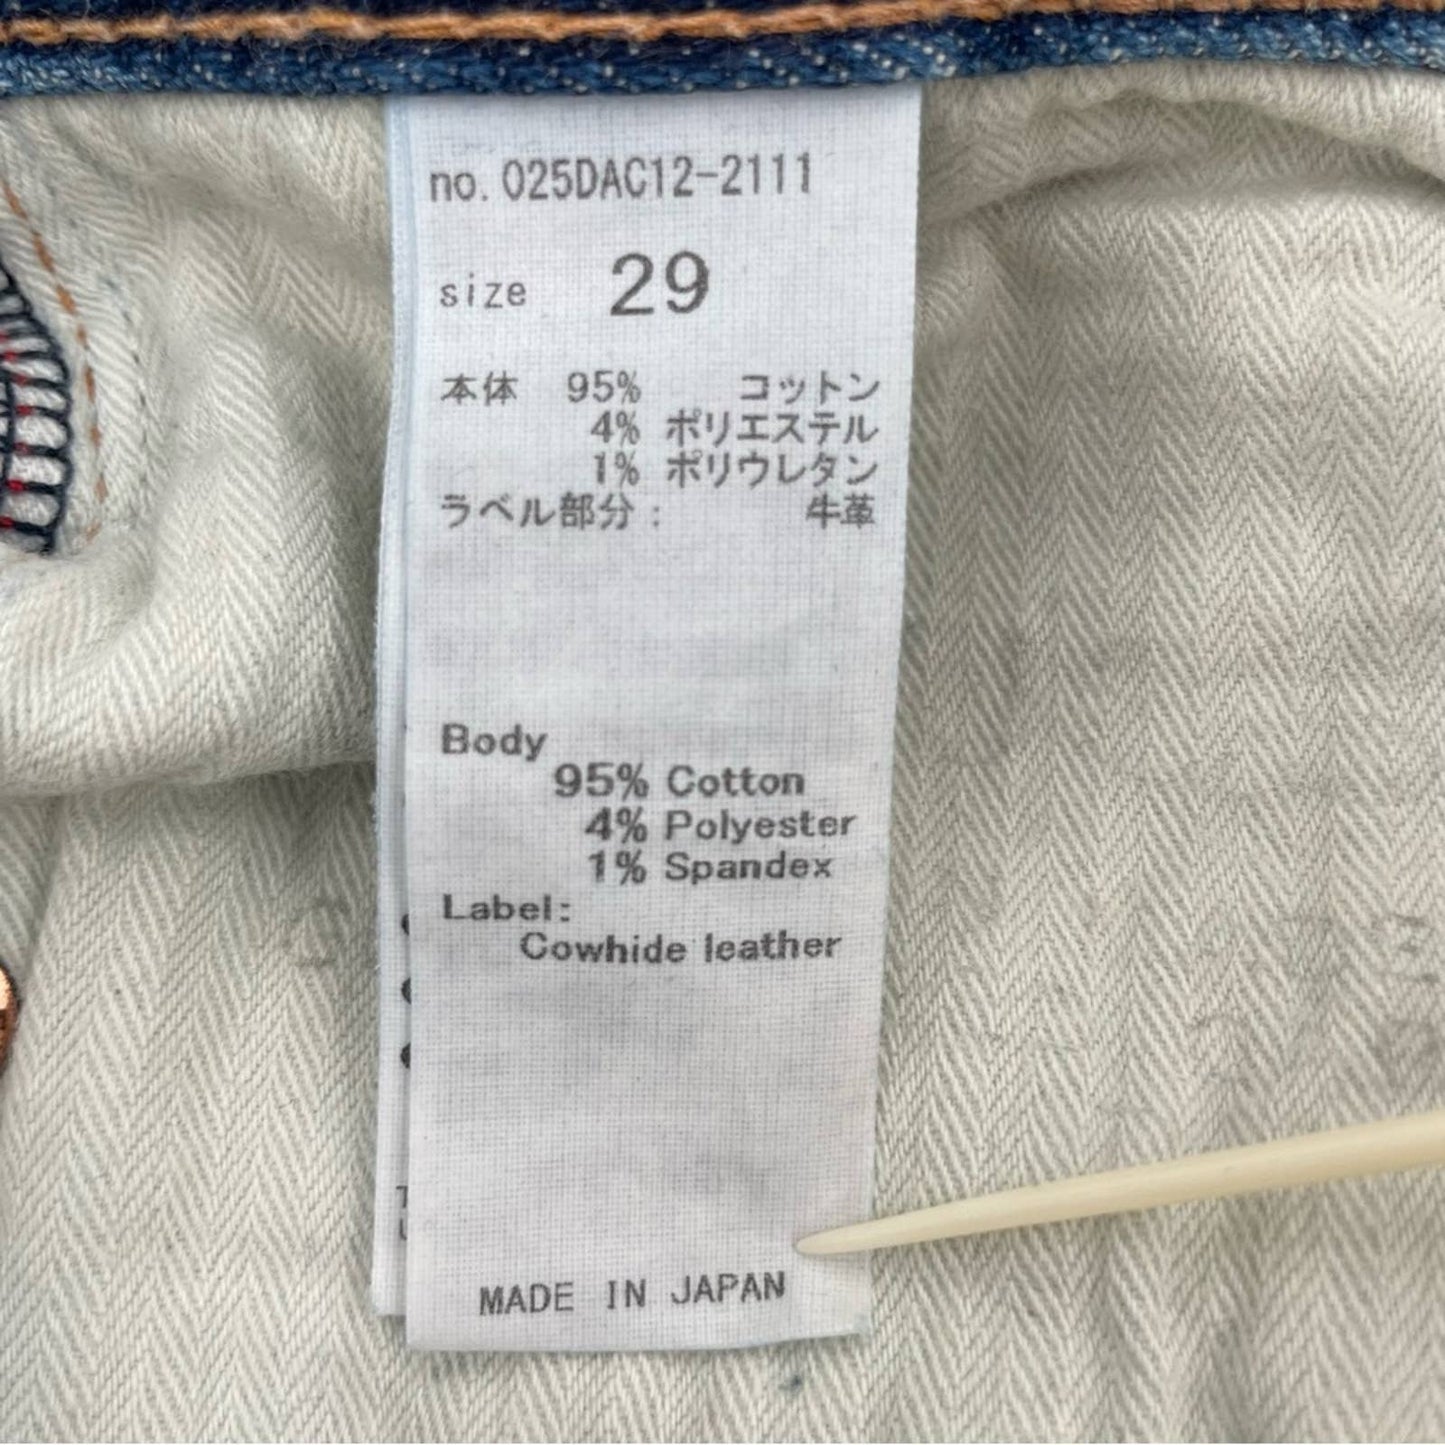 no. 025DAC12-2111
size 29
本体 95% コットン
4% ポリエステル
1% ポリウレタン
ラベル部分: 牛革
Body
95% Cotton
4% Polyester
1% Spandex
Label:
Cowhide leather
MADE IN JAPAN